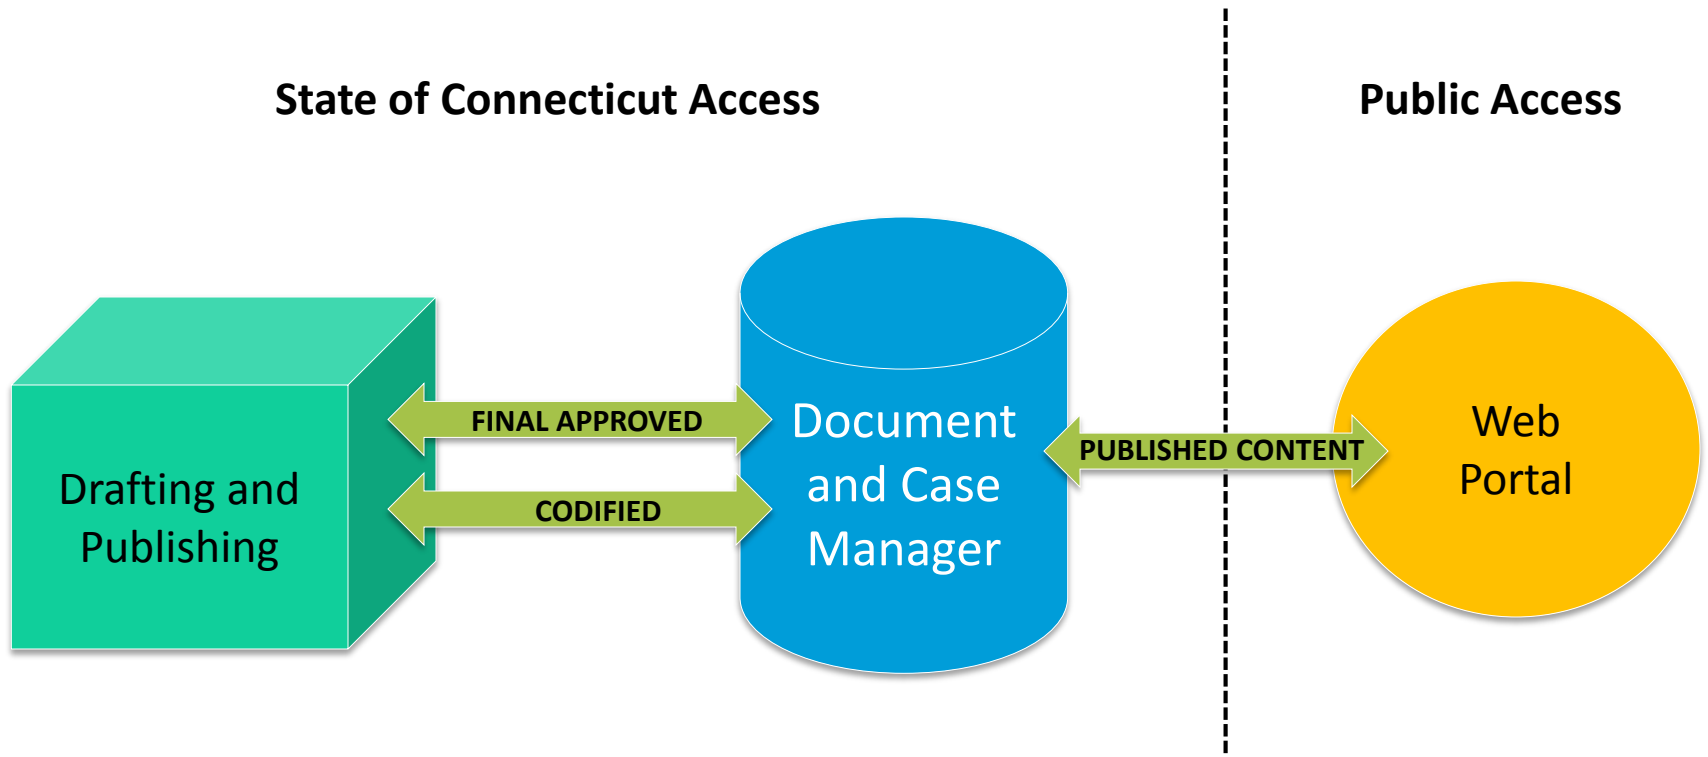 State of Connecticut Access
Public Access
Drafting and
Publishing
FINAL APPROVED
CODIFIED
Document
and Case
Manager
PUBLISHED CONTENT
Web
Portal